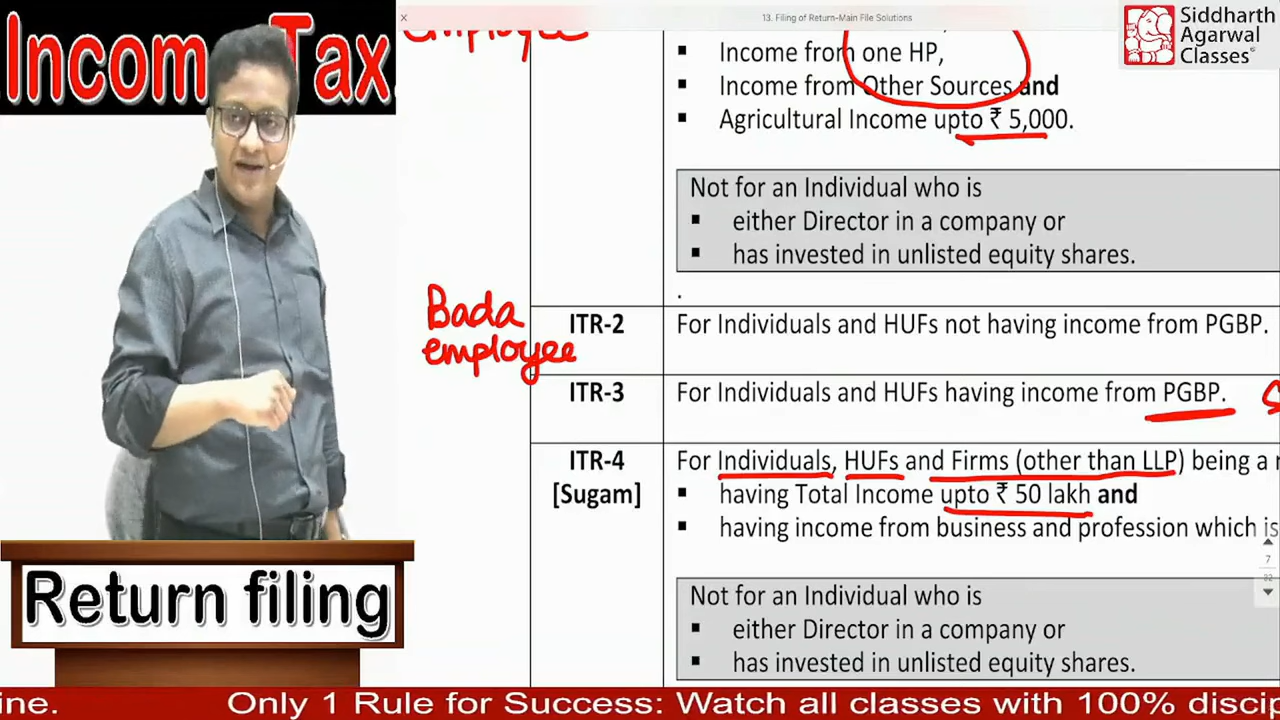 Income Tax.
13. Filing of Return-Main File Solutions
Siddharth
Agarwal
Classes
employee
▪ Income from one HP,
▪ Income from Other Sources and
▪ Agricultural Income upto ₹ 5,000.
Not for an Individual who is
▪ either Director in a company or
▪ has invested in unlisted equity shares.
.
Bada
employee
ITR-2
For Individuals and HUFs not having income from PGBP.
ITR-3
For Individuals and HUFs having income from PGBP.
ITR-4
[Sugam]
For Individuals, HUFs and Firms (other than LLP) being a
▪ having Total Income upto ₹ 50 lakh and
▪ having income from business and profession which is
7
Not for an Individual who is
▪ either Director in a company or
▪ has invested in unlisted equity shares.
Return filing
ine. Only 1 Rule for Success: Watch all classes with 100% discip